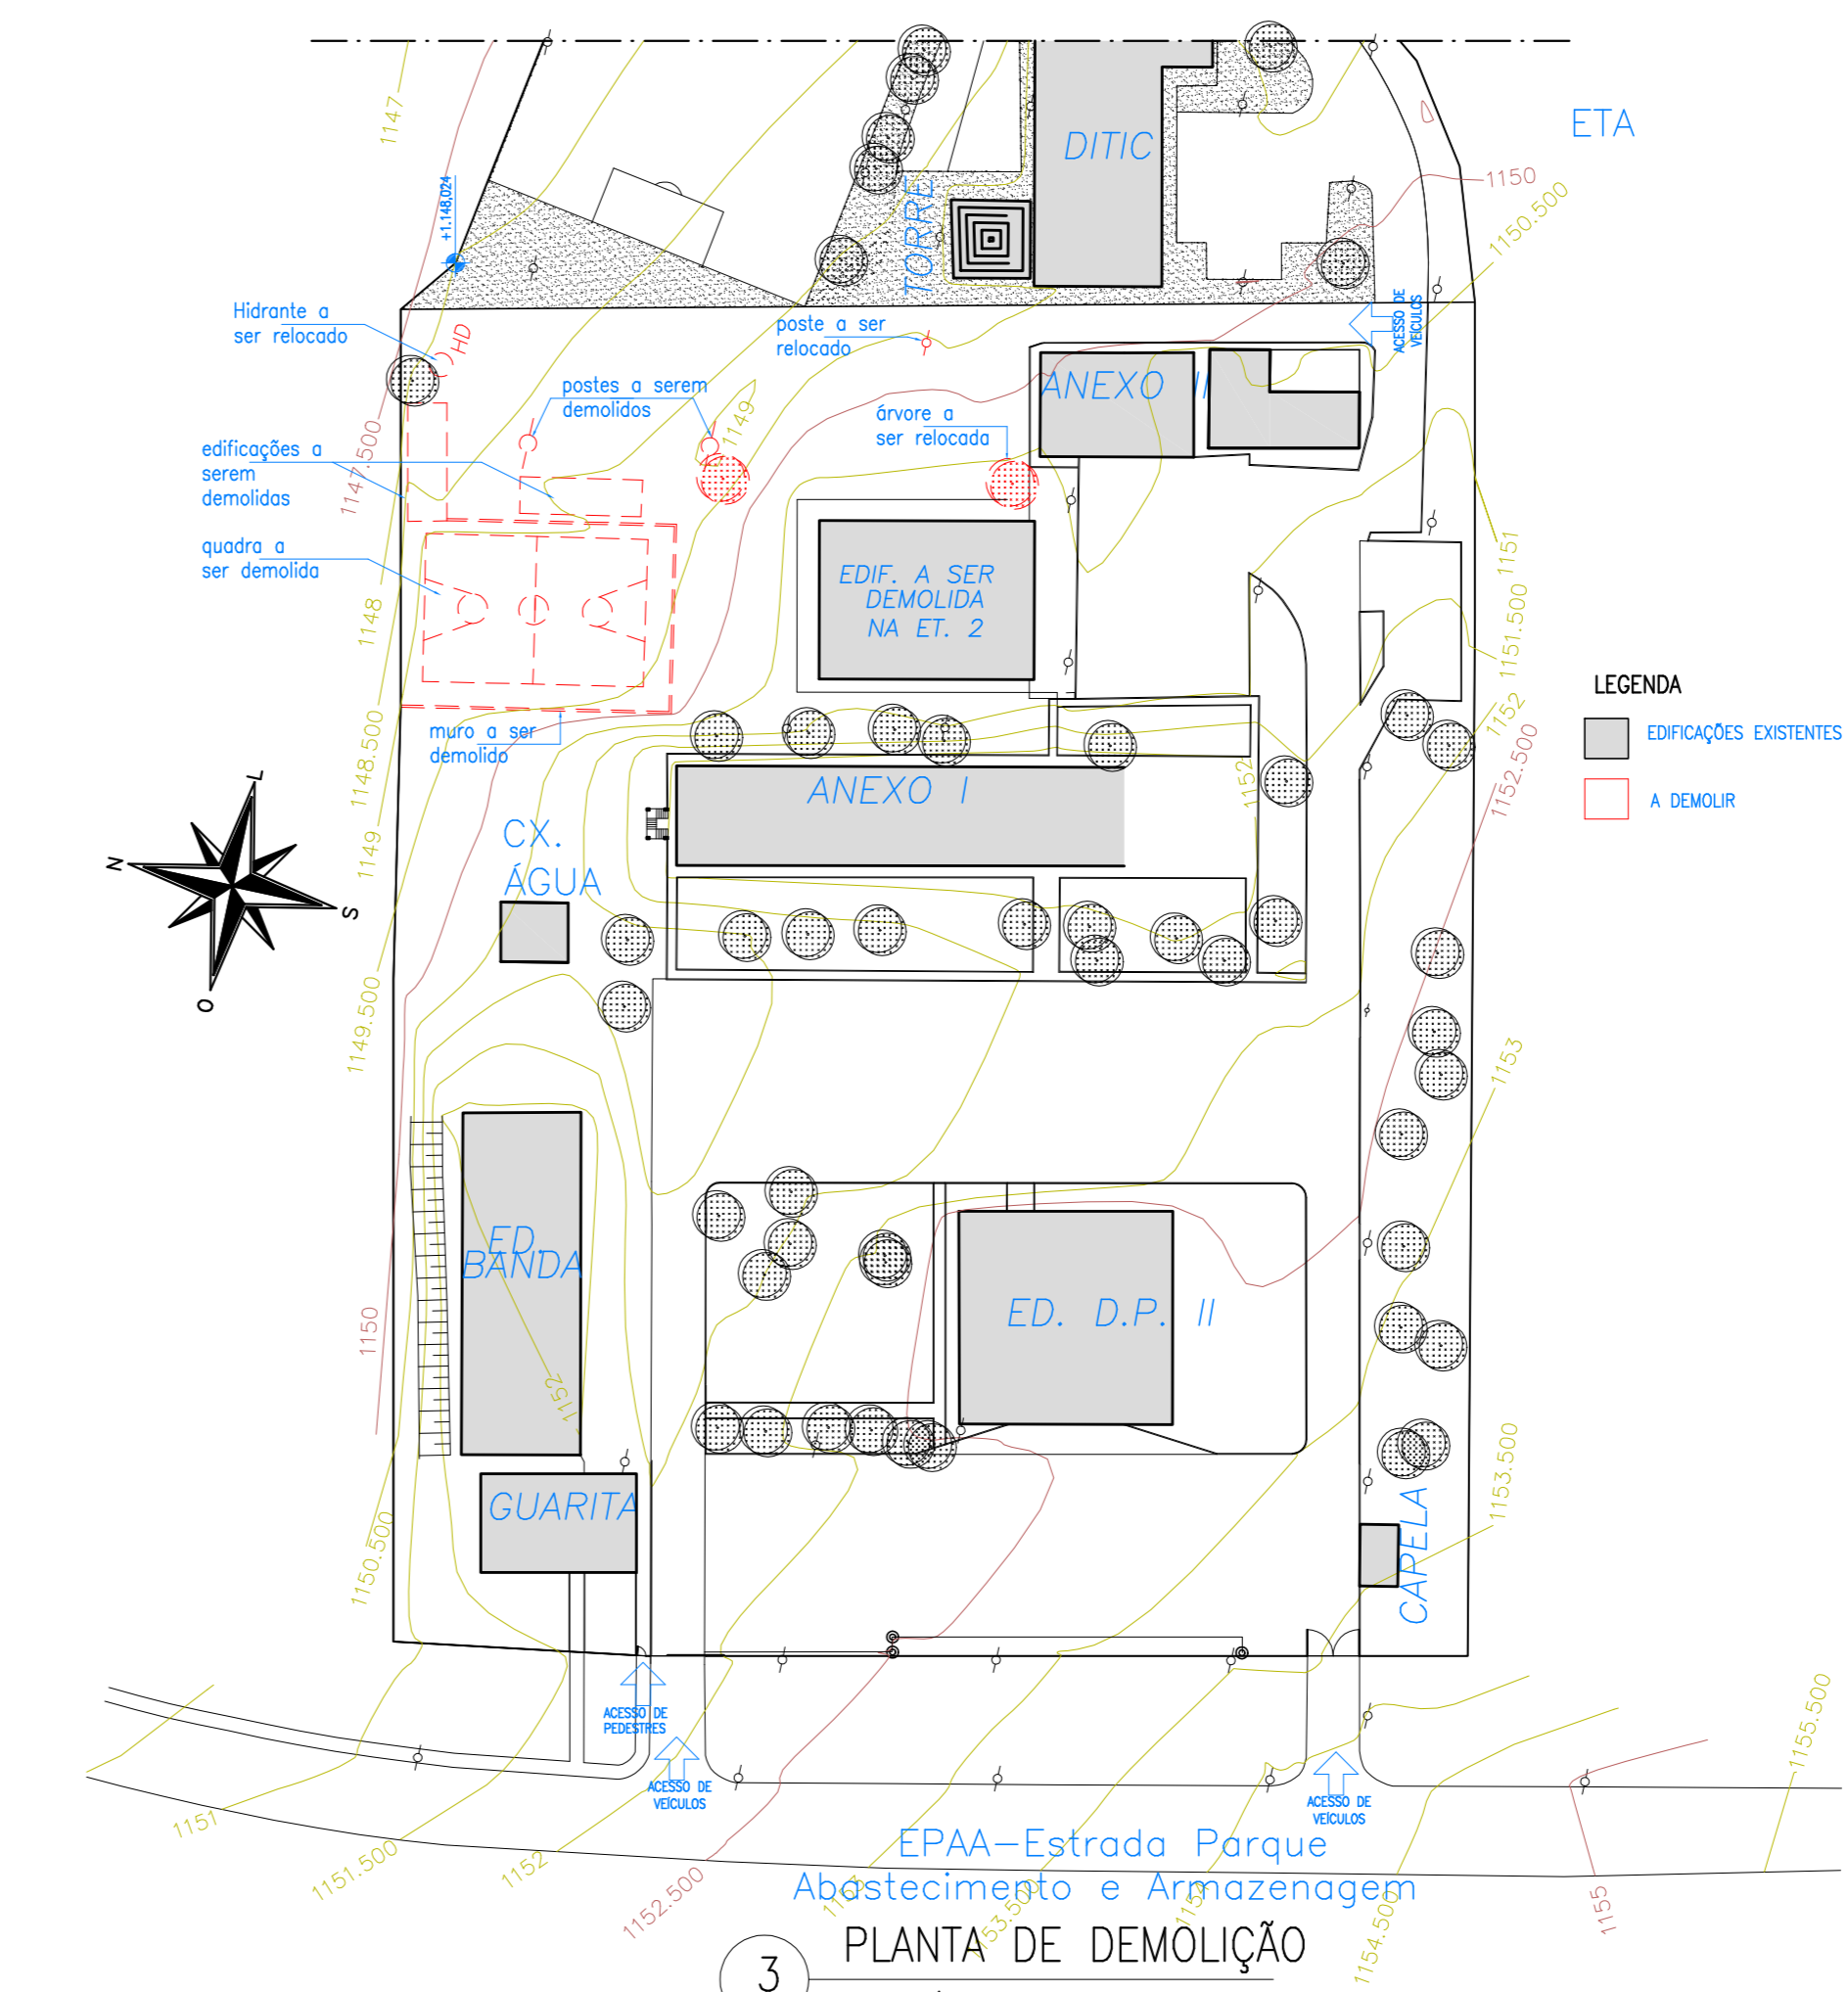 1147
DITIC
ETA
1150
+1.148,024
TORRE
1150.500
Hidrante a
ser relocado
HD
poste a ser
relocado
ACESSO DE
VEÍCULOS
postes a serem
demolidos
1149
árvore a
ser relocada
ANEXO II
edificações a
serem
demolidas
1147.500
quadra a
ser demolida
EDIF. A SER
DEMOLIDA
NA ET. 2
1151
1151.500
1148
LEGENDA
EDIFICAÇÕES EXISTENTES
A DEMOLIR
muro a ser
demolido
1152
1148.500
1152.500
ANEXO I
1152
L
N
S
O
CX.
ÁGUA
1149
1149.500
1153
ED.
BANDA
1150
ED. D.P. II
1152
GUARITA
1150.500
CAPELA
1153.500
ACESSO DE
PEDESTRES
ACESSO DE
VEÍCULOS
ACESSO DE
VEÍCULOS
1155.500
1151
1151.500
1152
1152.500
1153
1153.500
1154
1154.500
1155
EPAA-Estrada Parque
Abastecimento e Armazenagem
3
PLANTA DE DEMOLIÇÃO